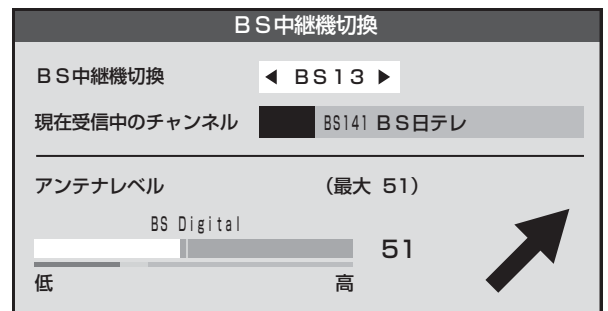 BS中継機切換
BS中継機切換 ◀ BS13 ▶
現在受信中のチャンネル BS141 BS日テレ
アンテナレベル (最大 51)
BS Digital
51
低 高